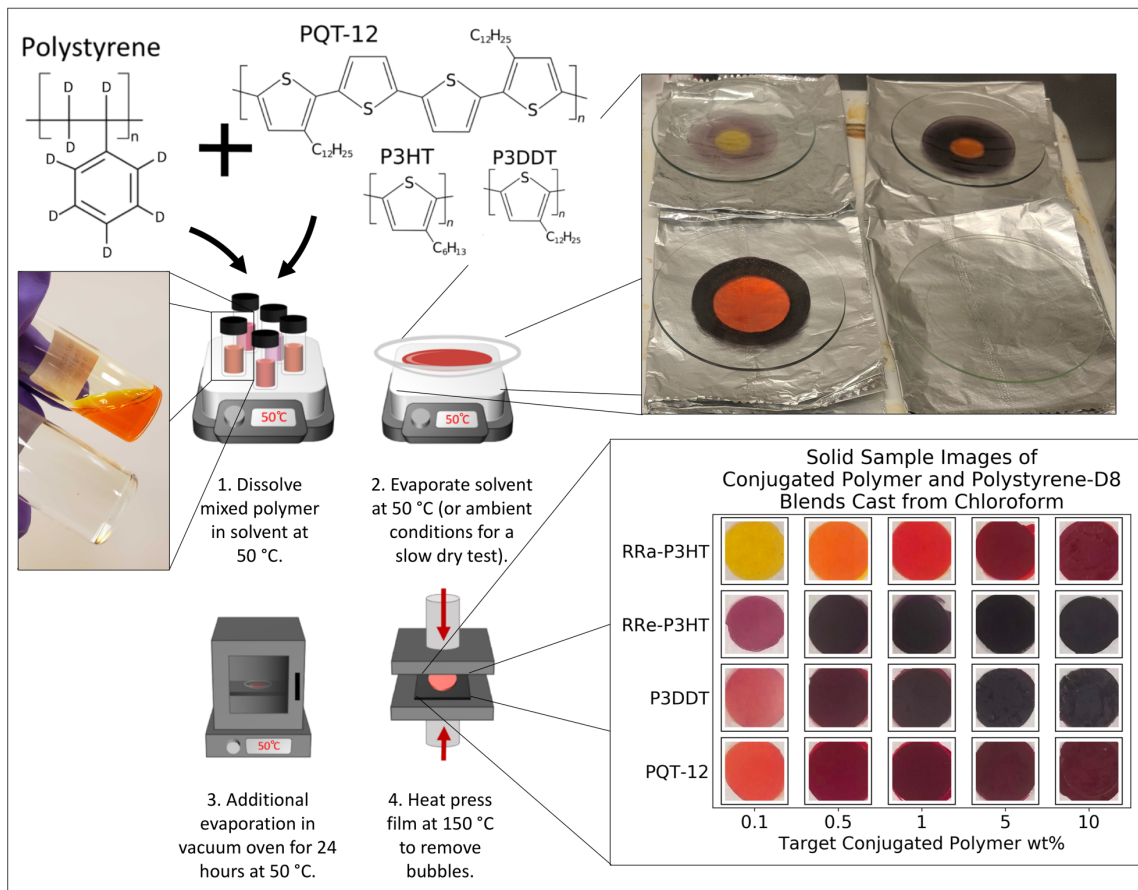 Polystyrene
D
D
D
n
D
D
D
D
D
PQT-12
C12H25
S
S
S
S
n
C12H25
P3HT
S
n
C6H13
P3DDT
S
n
C12H25
50℃
50℃
1. Dissolve
mixed polymer
in solvent at
50 °C.
2. Evaporate solvent
at 50 °C (or ambient
conditions for a
slow dry test).
50℃
3. Additional
evaporation in
vacuum oven for 24
hours at 50 °C.
4. Heat press
film at 150 °C
to remove
bubbles.
Solid Sample Images of
Conjugated Polymer and Polystyrene-D8
Blends Cast from Chloroform
RRa-P3HT
RRe-P3HT
P3DDT
PQT-12
0.1 0.5 1 5 10
Target Conjugated Polymer wt%